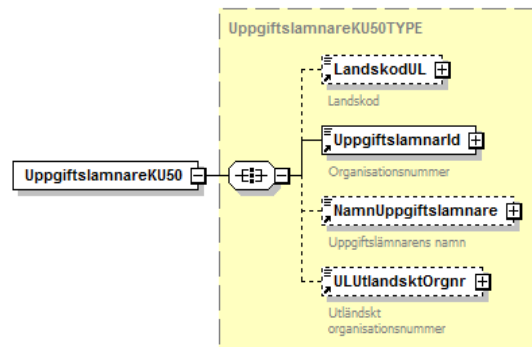 UppgiftslamnareKU50TYPE
LandskodUL
Landskod
UppgiftslamnarId
Organisationsnummer
UppgiftslamnareKU50
NamnUppgiftslamnare
Uppgiftslämnarens namn
ULUtlandsktOrgnr
Utländskt
organisationsnummer